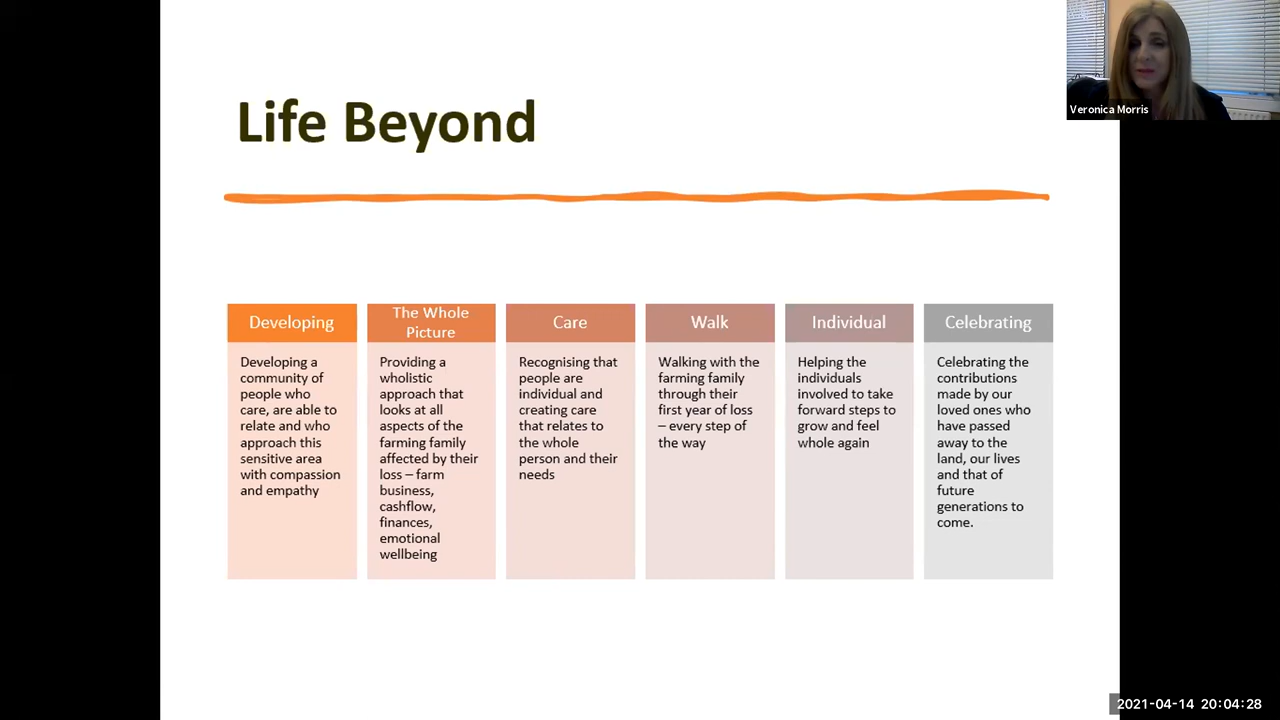 Life Beyond
Veronica Morris
Developing
Developing a
community of
people who
care, are able to
relate and who
approach this
sensitive area
with compassion
and empathy
The Whole
Picture
Providing a
wholistic
approach that
looks at all
aspects of the
farming family
affected by their
loss – farm
business,
cashflow,
finances,
emotional
wellbeing
Care
Recognising that
people are
individual and
creating care
that relates to
the whole
person and their
needs
Walk
Walking with the
farming family
through their
first year of loss
– every step of
the way
Individual
Helping the
individuals
involved to take
forward steps to
grow and feel
whole again
Celebrating
Celebrating the
contributions
made by our
loved ones who
have passed
away to the
land, our lives
and that of
future
generations to
come.
2021-04-14 20:04:28